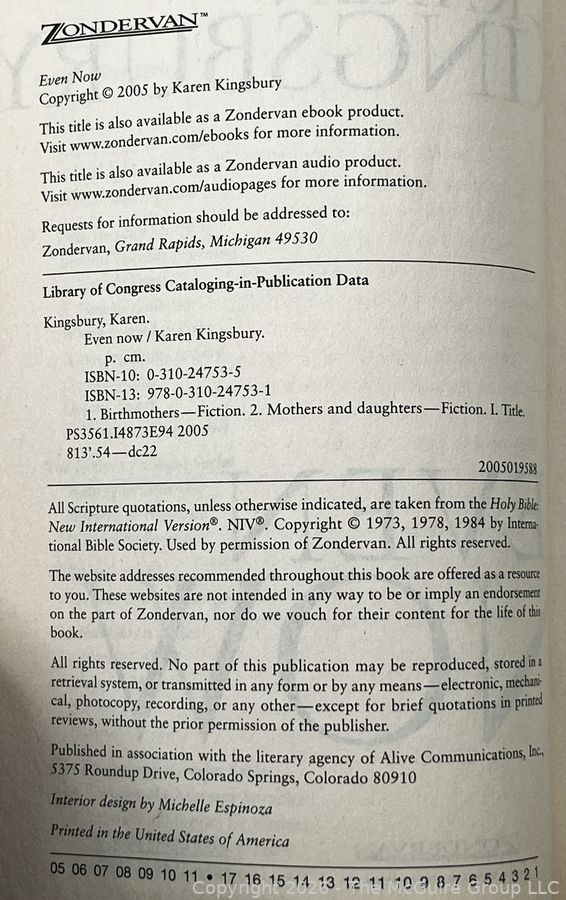 ZONDERVAN™
Even Now
Copyright © 2005 by Karen Kingsbury
This title is also available as a Zondervan ebook product.
Visit www.zondervan.com/ebooks for more information.
This title is also available as a Zondervan audio product.
Visit www.zondervan.com/audiopages for more information.
Requests for information should be addressed to:
Zondervan, Grand Rapids, Michigan 49530
Library of Congress Cataloging-in-Publication Data
Kingsbury, Karen.
Even now / Karen Kingsbury.
p. cm.
ISBN-10: 0-310-24753-5
ISBN-13: 978-0-310-24753-1
1. Birthmothers—Fiction. 2. Mothers and daughters—Fiction. I. Title.
PS3561.I4873E94 2005
813'.54—dc22
2005019588
All Scripture quotations, unless otherwise indicated, are taken from the Holy Bible:
New International Version®. NIV®. Copyright © 1973, 1978, 1984 by Interna-
tional Bible Society. Used by permission of Zondervan. All rights reserved.
The website addresses recommended throughout this book are offered as a resource
to you. These websites are not intended in any way to be or imply an endorsement
on the part of Zondervan, nor do we vouch for their content for the life of this
book.
All rights reserved. No part of this publication may be reproduced, stored in a
retrieval system, or transmitted in any form or by any means—electronic, mechani-
cal, photocopy, recording, or any other—except for brief quotations in printed
reviews, without the prior permission of the publisher.
Published in association with the literary agency of Alive Communications, Inc.,
5375 Roundup Drive, Colorado Springs, Colorado 80910
Interior design by Michelle Espinoza
Printed in the United States of America
05 06 07 08 09 10 11 • 17 16 15 14 13 12 11 10 9 8 7 6 5 4 3 2 1
Copyright 2026 - The McGuire Group LLC